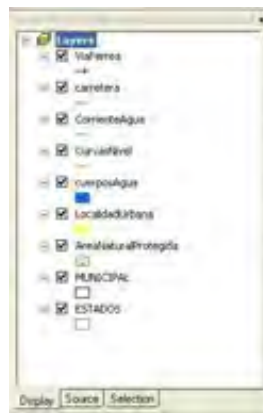 Layers
ViaFerrea
carretera
CorrienteAgua
CurvasNivel
cuerposAgua
LocalidadUrbana
AreaNaturalProtegida
MUNICIPAL
ESTADOS
Display Source Selection